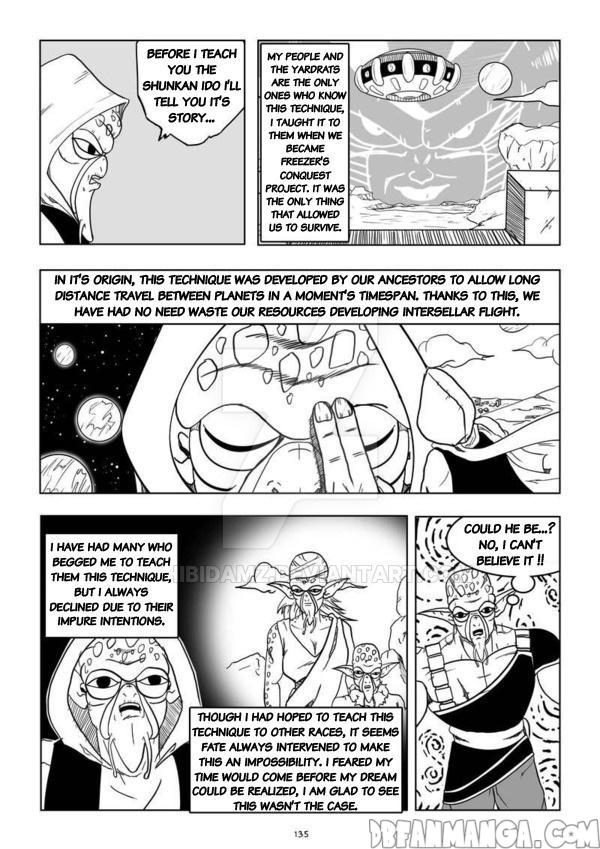 BEFORE I TEACH
YOU THE
SHUNKAN IDO I'LL
TELL YOU IT'S
STORY...
MY PEOPLE AND
THE YARDRATS
ARE THE ONLY
ONES WHO KNOW
THIS TECHNIQUE,
I TAUGHT IT TO
THEM WHEN WE
BECAME
FREEZER'S
CONQUEST
PROJECT. IT WAS
THE ONLY THING
THAT ALLOWED
US TO SURVIVE.
IN IT'S ORIGIN, THIS TECHNIQUE WAS DEVELOPED BY OUR ANCESTORS TO ALLOW LONG
DISTANCE TRAVEL BETWEEN PLANETS IN A MOMENT'S TIMESPAN. THANKS TO THIS, WE
HAVE HAD NO NEED WASTE OUR RESOURCES DEVELOPING INTERSELLAR FLIGHT.
I HAVE HAD MANY WHO
BEGGED ME TO TEACH
THEM THIS TECHNIQUE,
BUT I ALWAYS
DECLINED DUE TO THEIR
IMPURE INTENTIONS.
THOUGH I HAD HOPED TO TEACH THIS
TECHNIQUE TO OTHER RACES, IT SEEMS
FATE ALWAYS INTERVENED TO MAKE
THIS AN IMPOSSIBILITY. I FEARED MY
TIME WOULD COME BEFORE MY DREAM
COULD BE REALIZED, I AM GLAD TO SEE
THIS WASN'T THE CASE.
COULD HE BE...?
NO, I CAN'T
BELIEVE IT !!
135
DBFANMANGA.COM